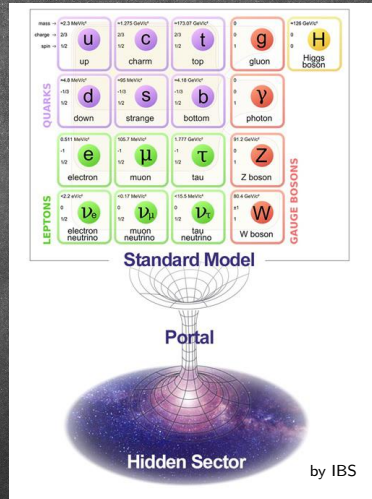 mass → ≈2.3 MeV/c² ≈1.275 GeV/c² ≈173.07 GeV/c² 0 ≈126 GeV/c²
charge → 2/3 2/3 2/3 0 0
spin → 1/2 1/2 1/2 1 0
u c t g H
up charm top gluon Higgs boson
QUARKS
≈4.8 MeV/c² ≈95 MeV/c² ≈4.18 GeV/c² 0
-1/3 -1/3 -1/3 0
1/2 1/2 1/2 1
d s b γ
down strange bottom photon
0.511 MeV/c² 105.7 MeV/c² 1.777 GeV/c² 91.2 GeV/c²
-1 -1 -1 0
1/2 1/2 1/2 1
e μ τ Z
electron muon tau Z boson
LEPTONS
<2.2 eV/c² <0.17 MeV/c² <15.5 MeV/c² 80.4 GeV/c²
0 0 0 ±1
1/2 1/2 1/2 1
νe νμ ντ W
electron neutrino muon neutrino tau neutrino W boson
GAUGE BOSONS
Standard Model
Portal
Hidden Sector
by IBS